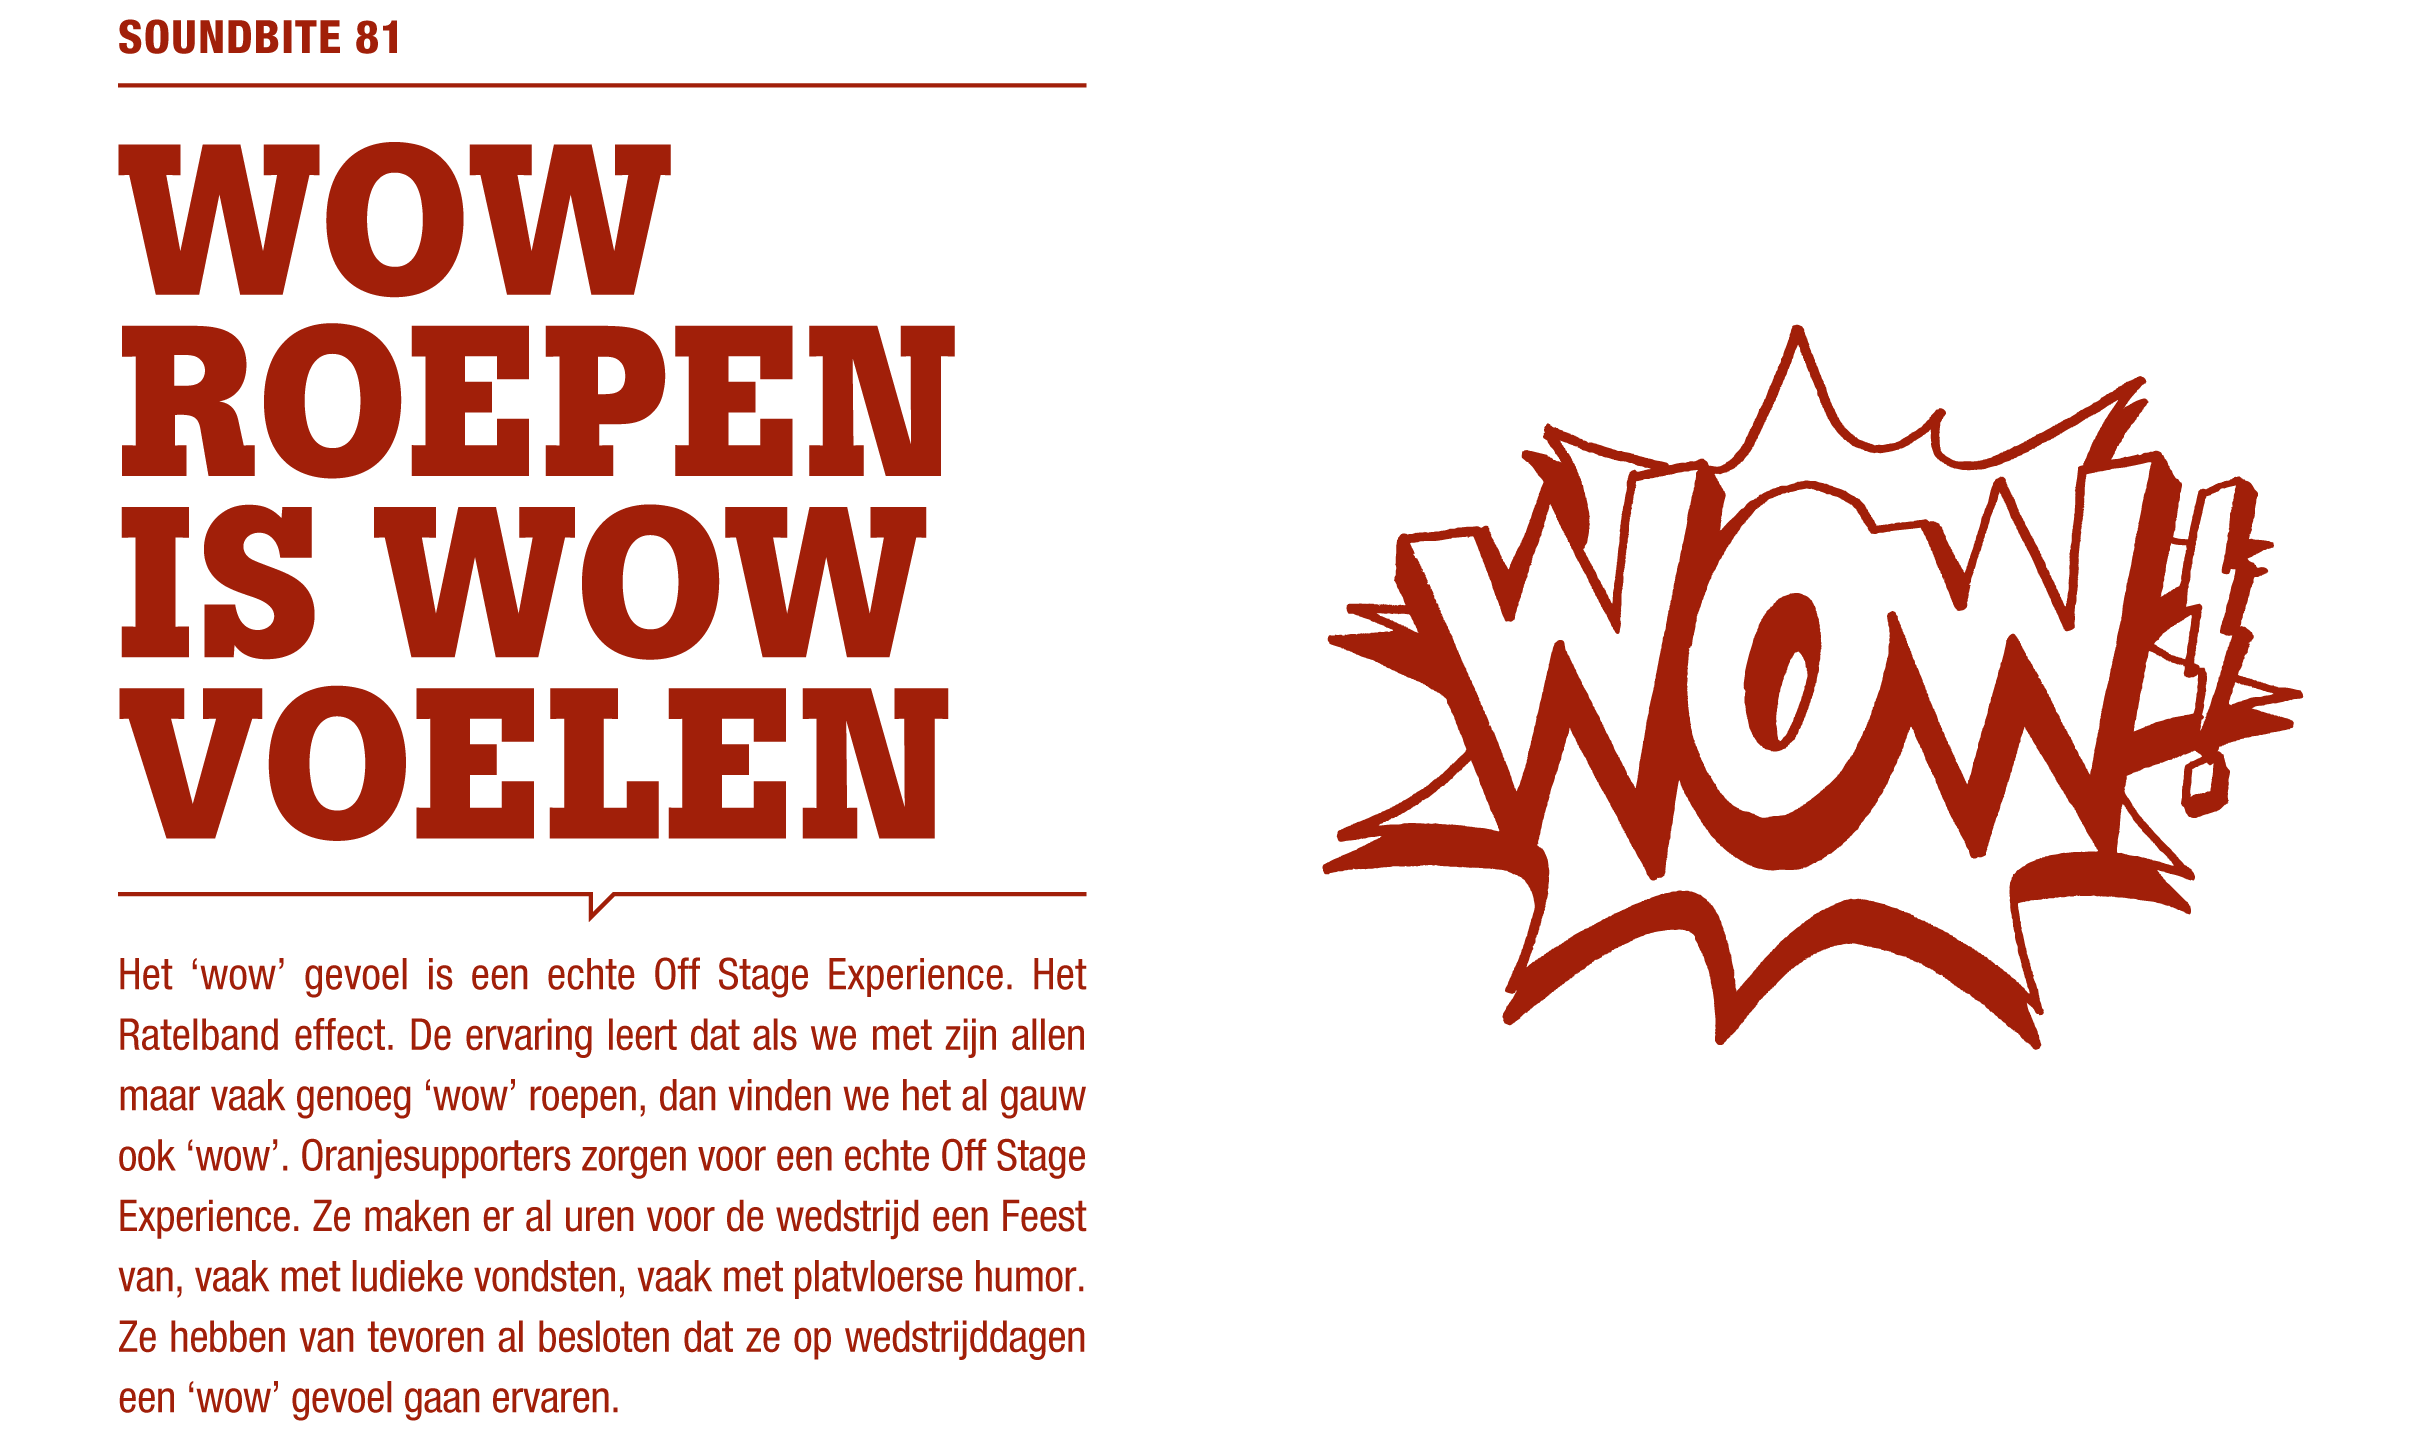 SOUNDBITE 81
WOW
ROEPEN
IS WOW
VOELEN
Het ‘wow’ gevoel is een echte Off Stage Experience. Het
Ratelband effect. De ervaring leert dat als we met zijn allen
maar vaak genoeg ‘wow’ roepen, dan vinden we het al gauw
ook ‘wow’. Oranjesupporters zorgen voor een echte Off Stage
Experience. Ze maken er al uren voor de wedstrijd een Feest
van, vaak met ludieke vondsten, vaak met platvloerse humor.
Ze hebben van tevoren al besloten dat ze op wedstrijddagen
een ‘wow’ gevoel gaan ervaren.
WOW!